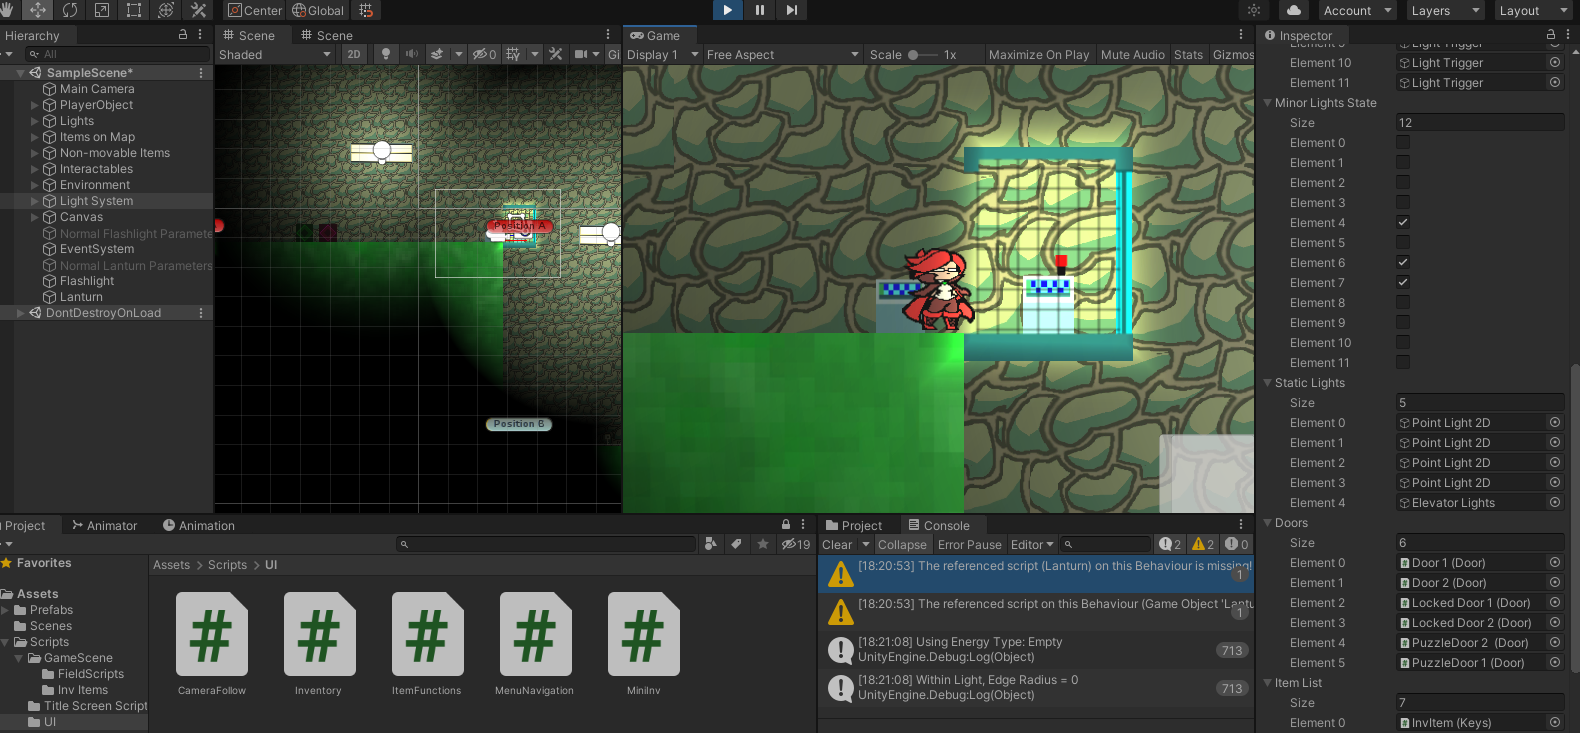 Center
Global
Account
Layers
Layout
Hierarchy
All
SampleScene*
Main Camera
PlayerObject
Lights
Items on Map
Non-movable Items
Interactables
Environment
Light System
Canvas
Normal Flashlight Paramete
EventSystem
Normal Lanturn Parameters
Flashlight
Lanturn
DontDestroyOnLoad
Scene
Scene
Shaded
2D
0
Gi
Position A
Position B
Game
Display 1
Free Aspect
Scale
1x
Maximize On Play
Mute Audio
Stats
Gizmos
Inspector
Element 10
Light Trigger
Element 11
Light Trigger
Minor Lights State
Size
12
Element 0
Element 1
Element 2
Element 3
Element 4
Element 5
Element 6
Element 7
Element 8
Element 9
Element 10
Element 11
Static Lights
Size
5
Element 0
Point Light 2D
Element 1
Point Light 2D
Element 2
Point Light 2D
Element 3
Point Light 2D
Element 4
Elevator Lights
Doors
Size
6
Element 0
Door 1 (Door)
Element 1
Door 2 (Door)
Element 2
Locked Door 1 (Door)
Element 3
Locked Door 2 (Door)
Element 4
PuzzleDoor 2 (Door)
Element 5
PuzzleDoor 1 (Door)
Item List
Size
7
Element 0
InvItem (Keys)
Project
Animator
Animation
19
Favorites
Assets
Prefabs
Scenes
Scripts
GameScene
FieldScripts
Inv Items
Title Screen Script
UI
Assets > Scripts > UI
CameraFollow
Inventory
ItemFunctions
MenuNavigation
MiniInv
Project
Console
Clear
Collapse
Error Pause
Editor
2
2
0
[18:20:53] The referenced script (Lanturn) on this Behaviour is missing!
1
[18:20:53] The referenced script on this Behaviour (Game Object 'Lantu
1
[18:21:08] Using Energy Type: Empty
UnityEngine.Debug:Log(Object)
713
[18:21:08] Within Light, Edge Radius = 0
UnityEngine.Debug:Log(Object)
713